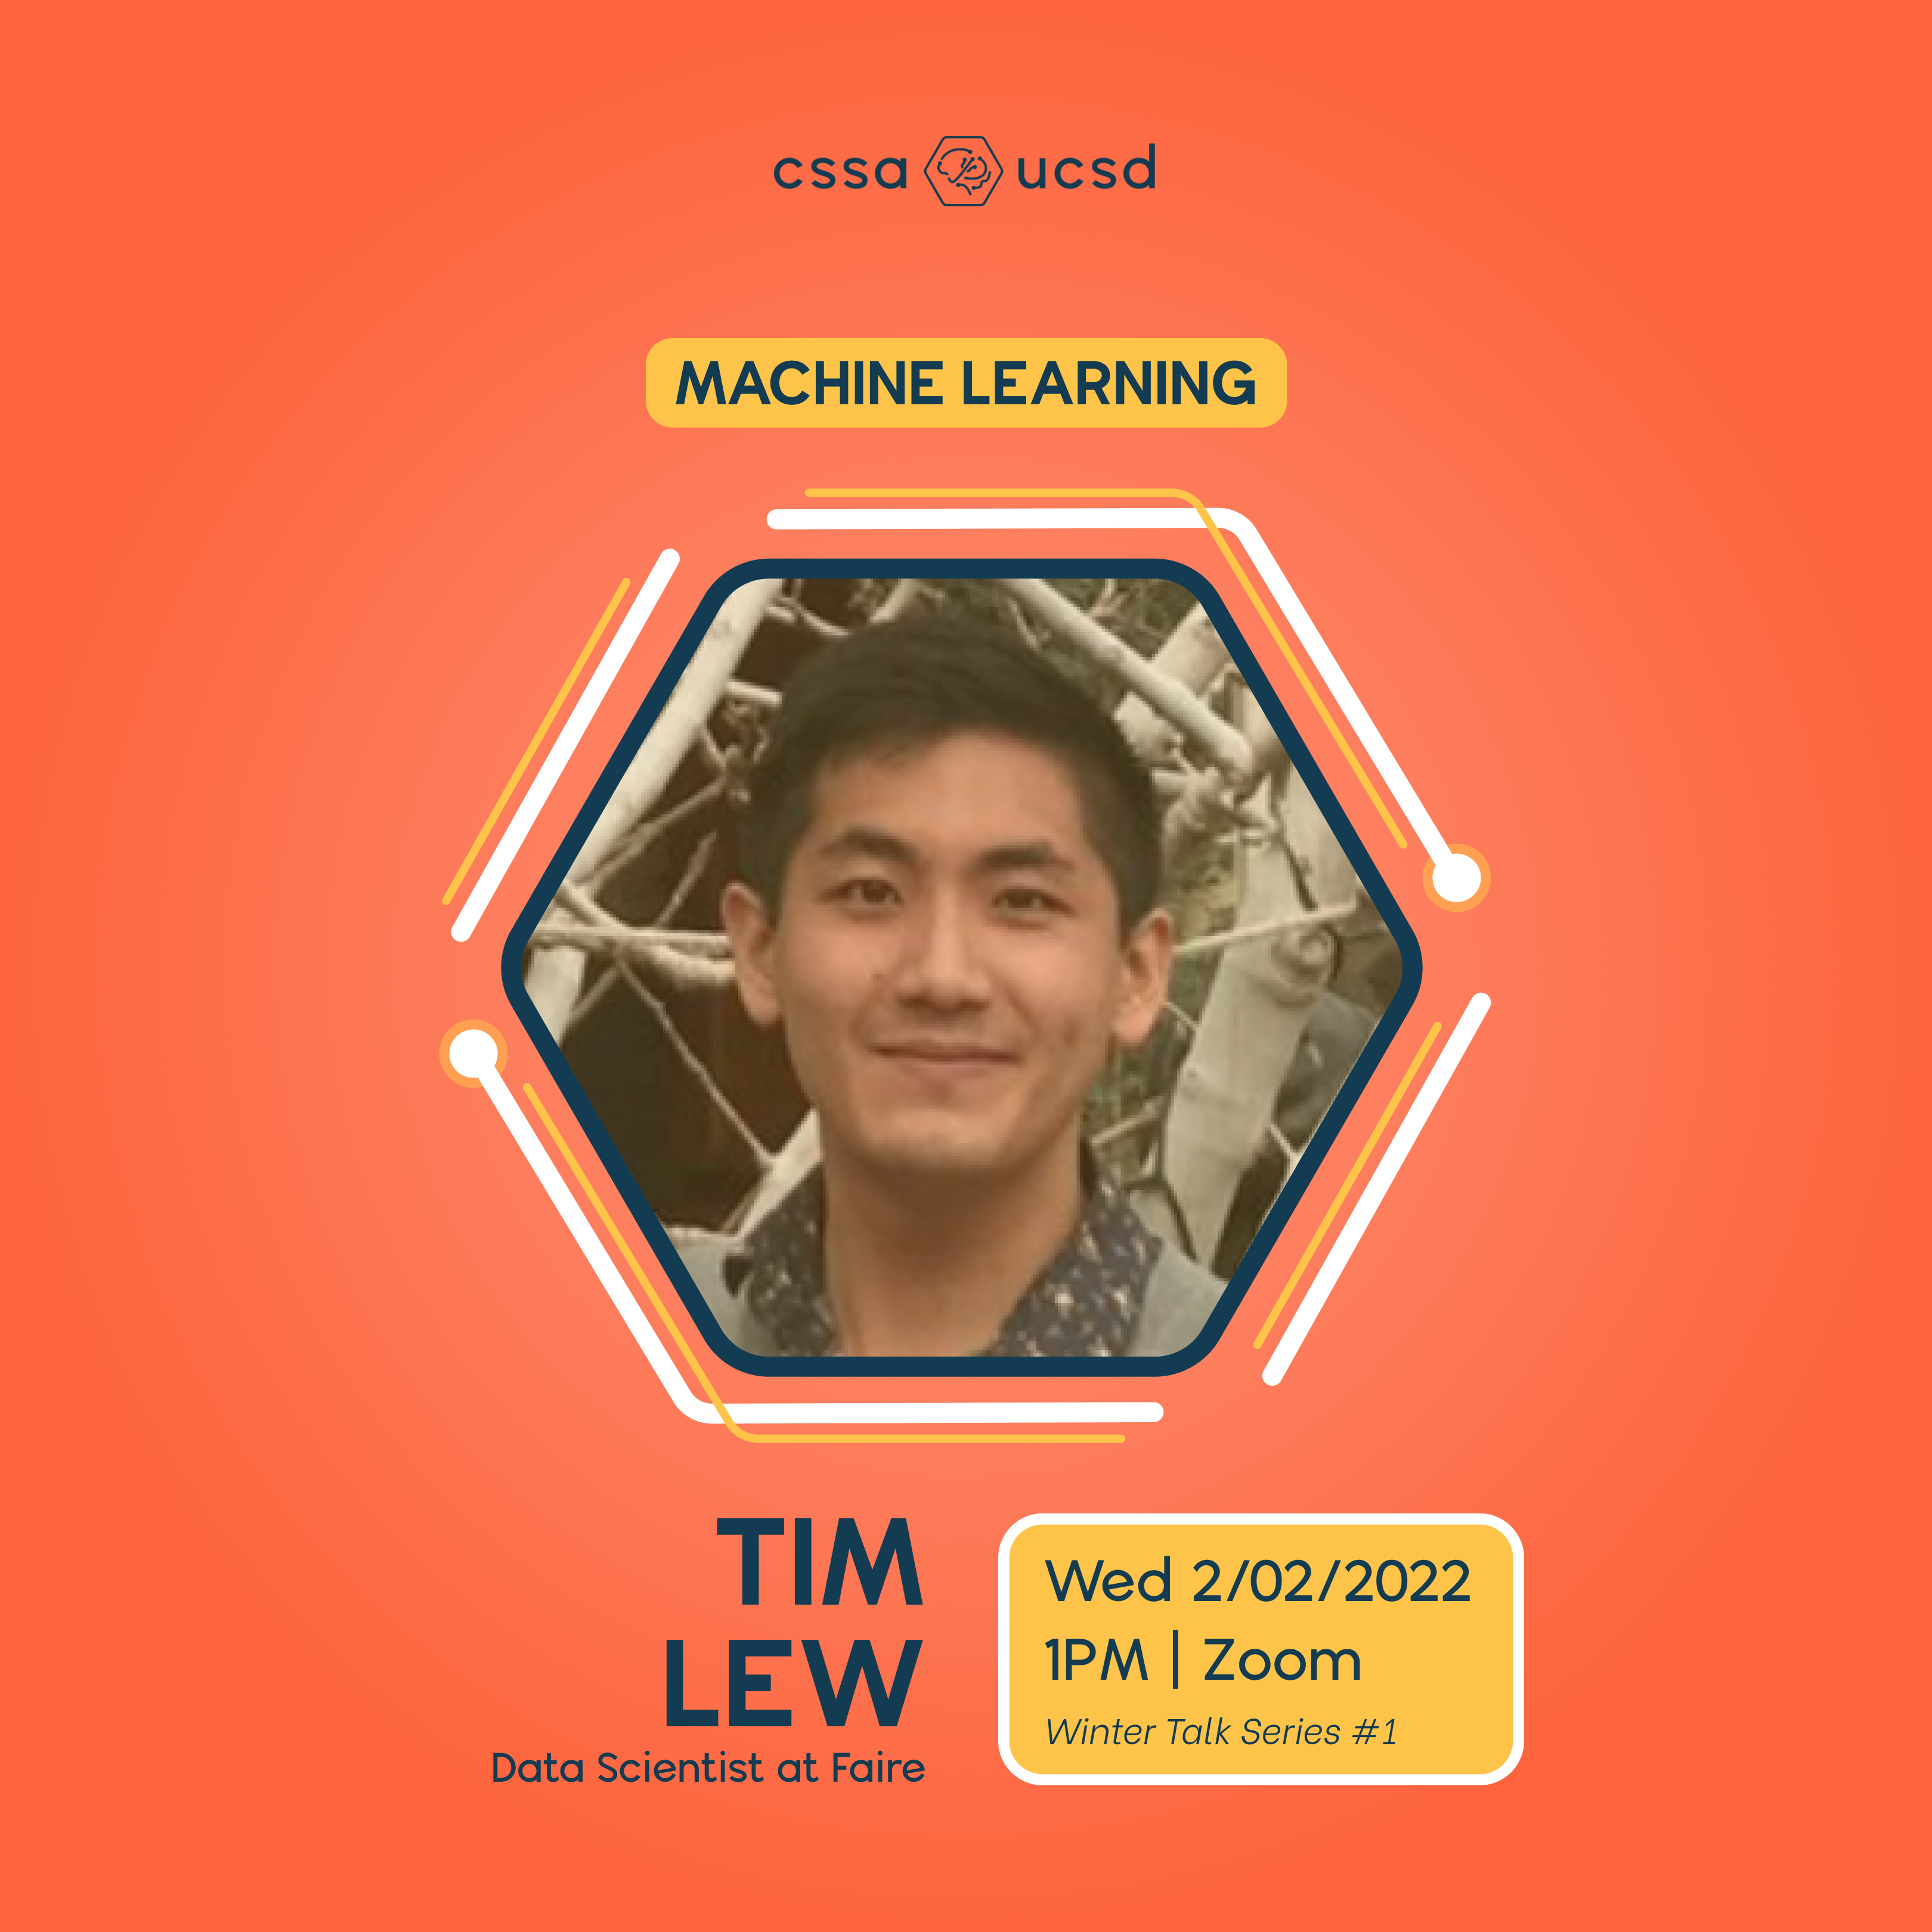 cssa ucsd
MACHINE LEARNING
TIM
LEW
Data Scientist at Faire
Wed 2/02/2022
1PM | Zoom
Winter Talk Series #1